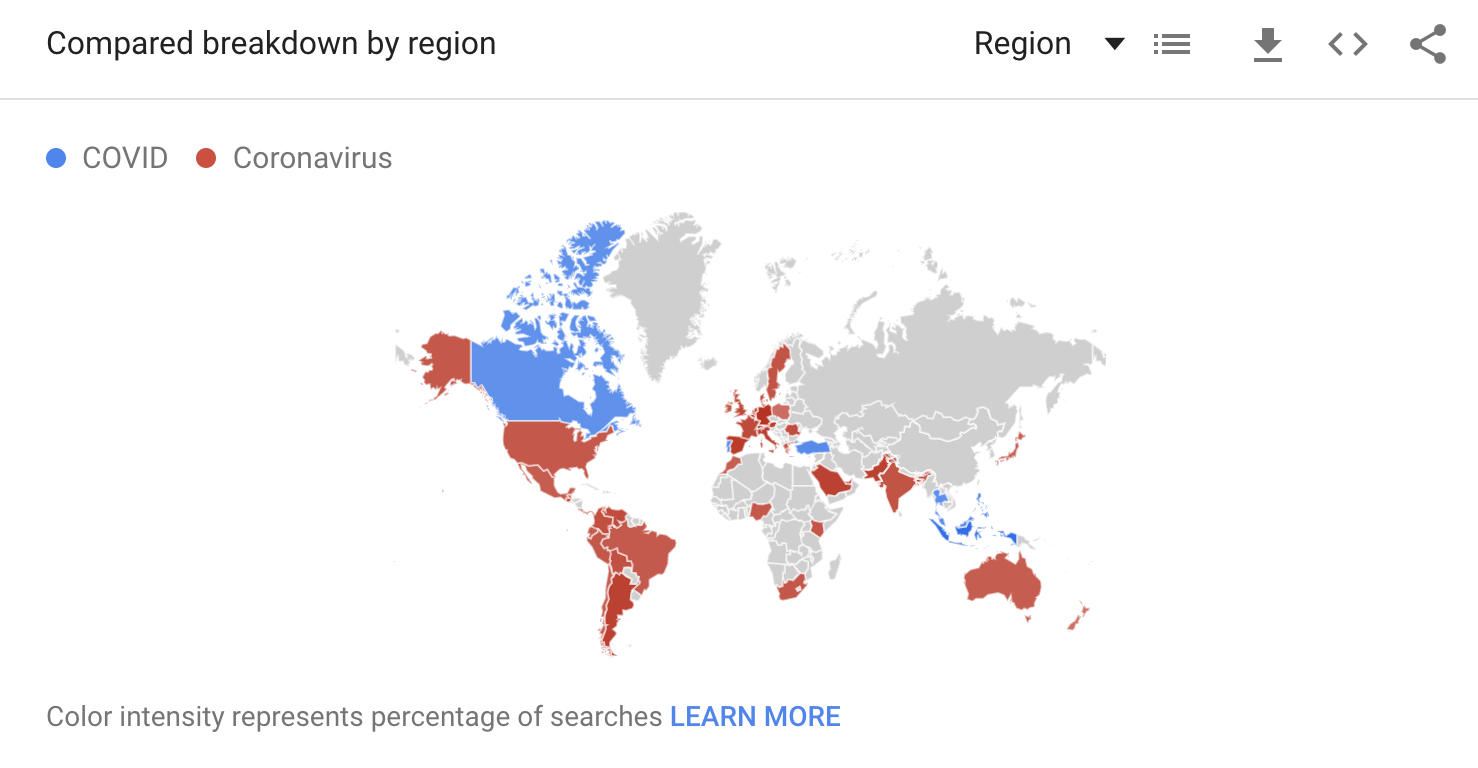 Compared breakdown by region
Region
COVID
Coronavirus
Color intensity represents percentage of searches LEARN MORE